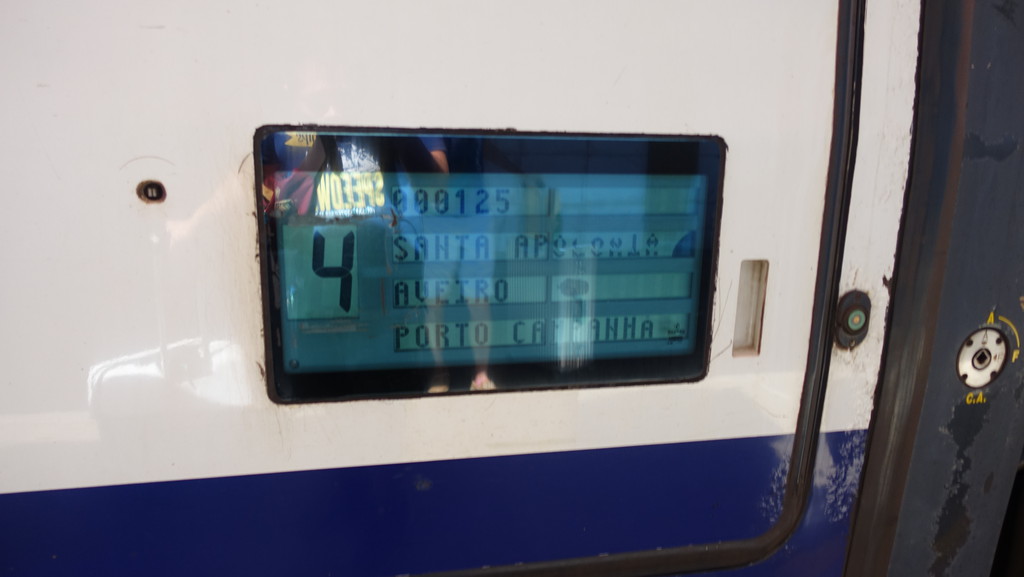 000125
4
SANTA APOLONIA
AVEIRO
PORTO CAMPANHA
A
F
C.A.